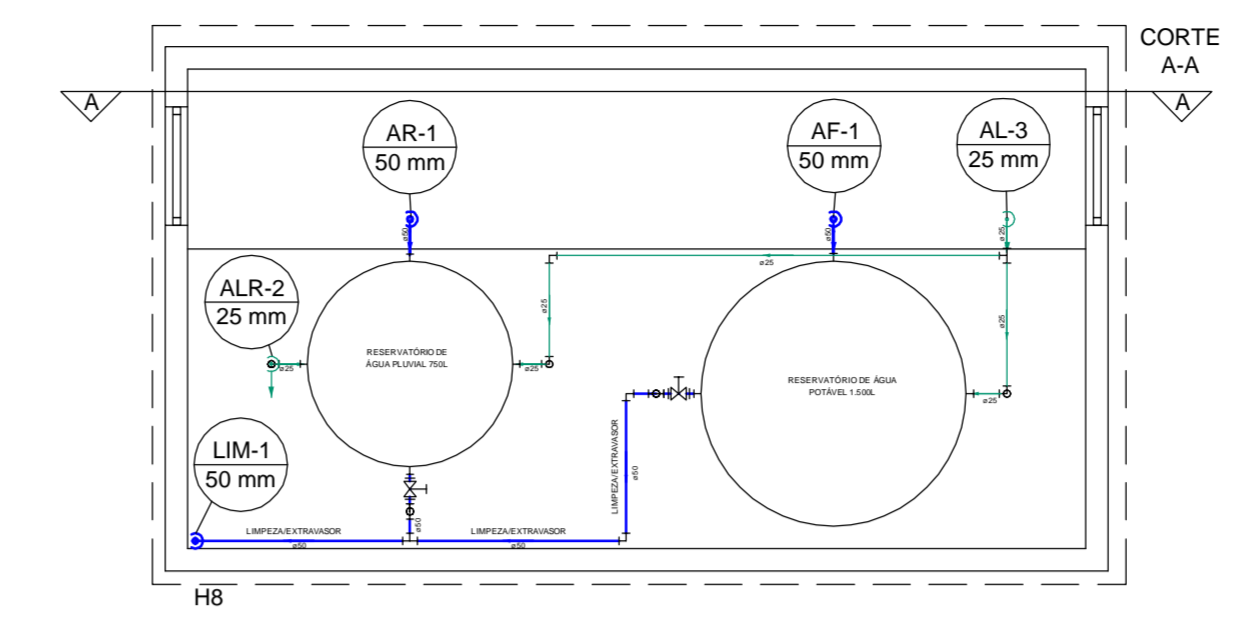 CORTE
A-A
A
A
AR-1
50 mm
AF-1
50 mm
AL-3
25 mm
ø50
ø50
ø25
ø25
ALR-2
25 mm
ø25
ø25
RESERVATÓRIO DE
ÁGUA PLUVIAL 750L
ø25
ø25
RESERVATÓRIO DE ÁGUA
POTÁVEL 1.500L
ø25
LIM-1
50 mm
LIMPEZA/EXTRAVASOR
ø50
ø50
LIMPEZA/EXTRAVASOR
ø50
LIMPEZA/EXTRAVASOR
ø50
H8